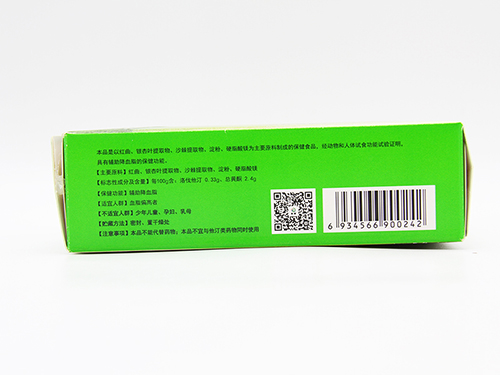 本品是以红曲、银杏叶提取物、沙棘提取物、淀粉、硬脂酸镁为主要原料制成的保健食品，经动物和人体试食功能试验证明，
具有辅助降血脂的保健功能。
【主要原料】红曲、银杏叶提取物、沙棘提取物、淀粉、硬脂酸镁
【标志性成分及含量】每100g含：洛伐他汀 0.33g、总黄酮 2.4g
【保健功能】辅助降血脂
【适宜人群】血脂偏高者
【不适宜人群】少年儿童、孕妇、乳母
【贮藏方法】密封、置干燥处
【注意事项】本品不能代替药物；本品不宜与他汀类药物同时使用
6 934566 900242